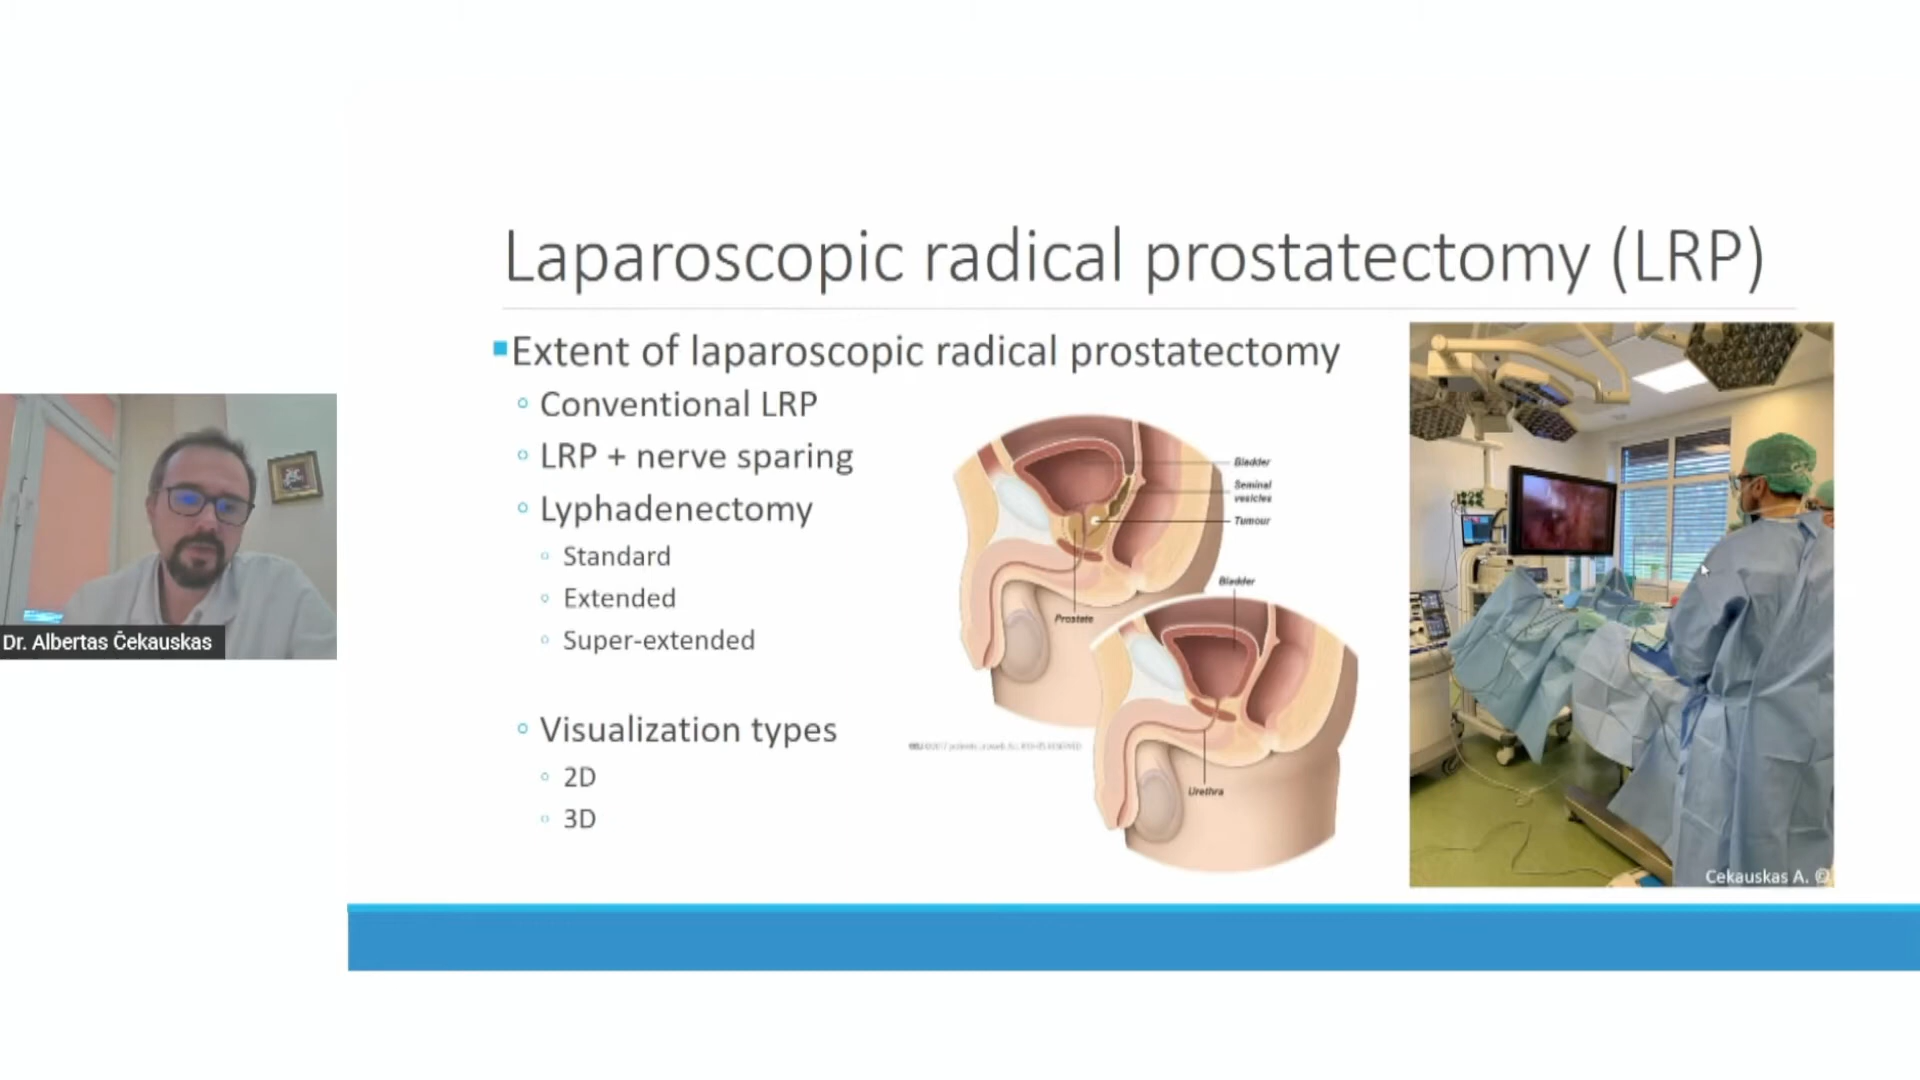 Laparoscopic radical prostatectomy (LRP)
Extent of laparoscopic radical prostatectomy
Conventional LRP
LRP + nerve sparing
Lyphadenectomy
Standard
Extended
Super-extended
Visualization types
2D
3D
Bladder
Seminal
vesicles
Tumour
Prostate
Bladder
Urethra
Cekauskas A. ©
Dr. Albertas Čekauskas